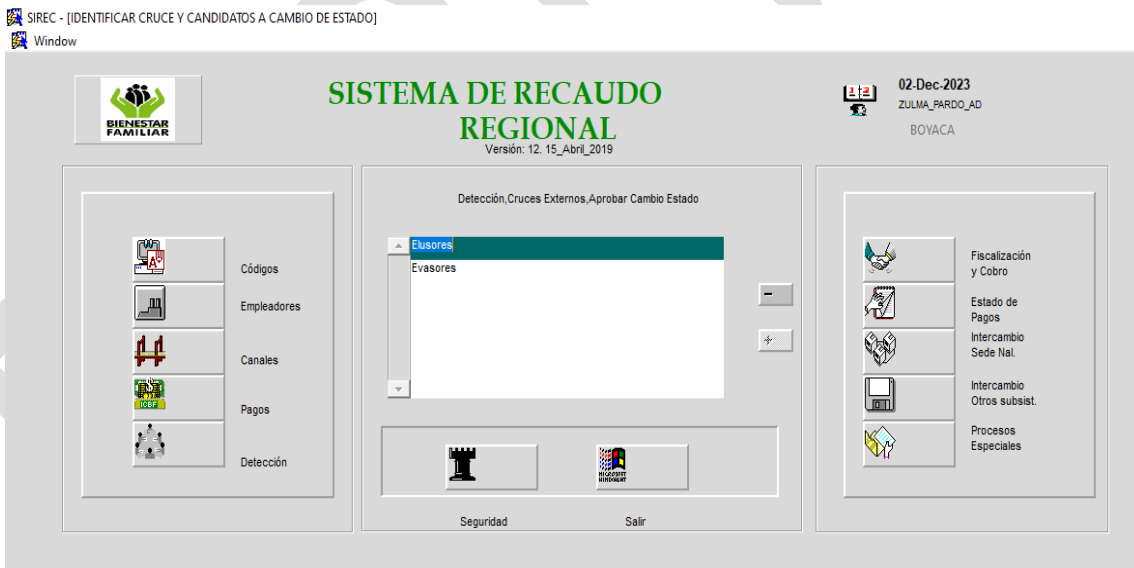 SIREC - [IDENTIFICAR CRUCE Y CANDIDATOS A CAMBIO DE ESTADO]
Window
BIENESTAR
FAMILIAR
SISTEMA DE RECAUDO
REGIONAL
Versión: 12. 15_Abril_2019
02-Dec-2023
ZULMA_PARDO_AD
BOYACA
Detección,Cruces Externos,Aprobar Cambio Estado
Elusores
Evasores
-
+
Códigos
Empleadores
Canales
ICBF
Pagos
Detección
Seguridad
MICROSOFT
Salir
Fiscalización
y Cobro
Estado de
Pagos
Intercambio
Sede Nal.
Intercambio
Otros subsist.
Procesos
Especiales